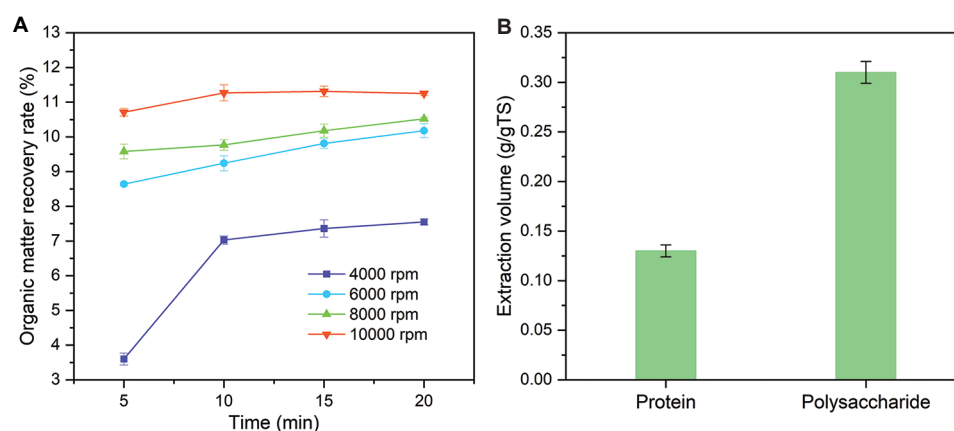 A
Organic matter recovery rate (%)
13
12
11
10
9
8
7
6
5
4
3
4000 rpm
6000 rpm
8000 rpm
10000 rpm
5 10 15 20
Time (min)
B
Extraction volume (g/gTS)
0.35
0.30
0.25
0.20
0.15
0.10
0.05
0.00
Protein Polysaccharide